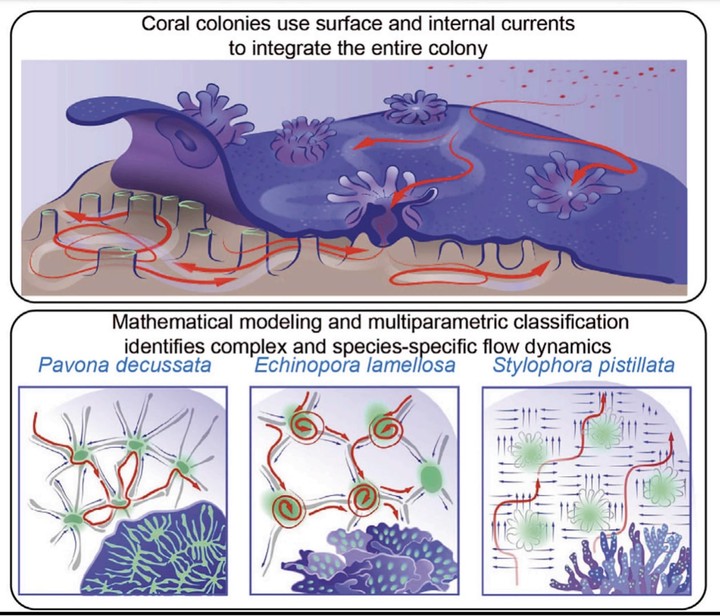 Coral colonies use surface and internal currents
to integrate the entire colony
Mathematical modeling and multiparametric classification
identifies complex and species-specific flow dynamics
Pavona decussata Echinopora lamellosa Stylophora pistillata